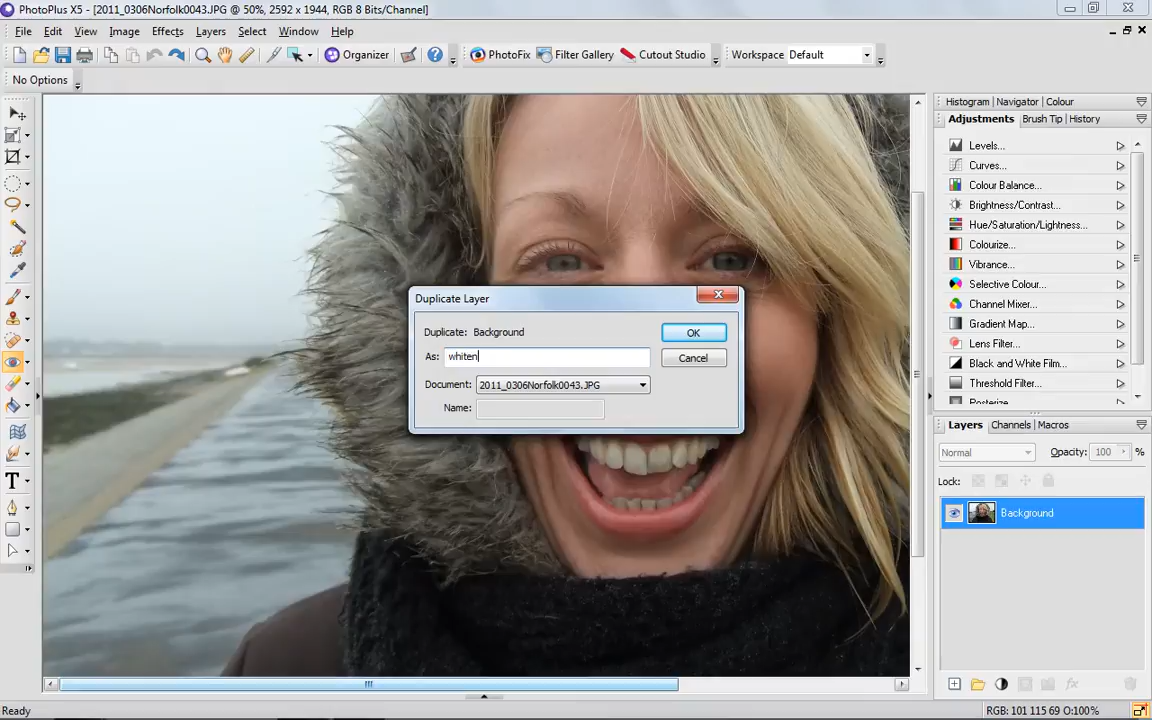 PhotoPlus X5 - [2011_0306Norfolk0043.JPG @ 50%, 2592 x 1944, RGB 8 Bits/Channel]
File Edit View Image Effects Layers Select Window Help
Organizer PhotoFix Filter Gallery Cutout Studio Workspace Default
No Options
Histogram Navigator Colour
Adjustments Brush Tip History
Levels...
Curves...
Colour Balance...
Brightness/Contrast...
Hue/Saturation/Lightness...
Colourize...
Vibrance...
Selective Colour...
Channel Mixer...
Gradient Map...
Lens Filter...
Black and White Film...
Threshold Filter...
Posterize
Duplicate Layer
Duplicate: Background
OK
As: whiten
Cancel
Document: 2011_0306Norfolk0043.JPG
Name:
Layers Channels Macros
Normal Opacity: 100 %
Lock:
Background
Ready
RGB: 101 115 69 O:100%